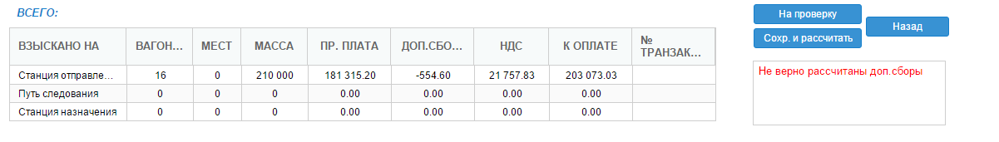 ВСЕГО:
ВЗЫСКАНО НА ВАГОН... МЕСТ МАССА ПР. ПЛАТА ДОП.СБО... НДС К ОПЛАТЕ № ТРАНЗАК...
Станция отправле... 16 0 210 000 181 315.20 -554.60 21 757.83 203 073.03
Путь следования 0 0 0 0.00 0.00 0.00 0.00
Станция назначения 0 0 0 0.00 0.00 0.00 0.00
На проверку
Сохр. и рассчитать
Назад
Не верно рассчитаны доп.сборы